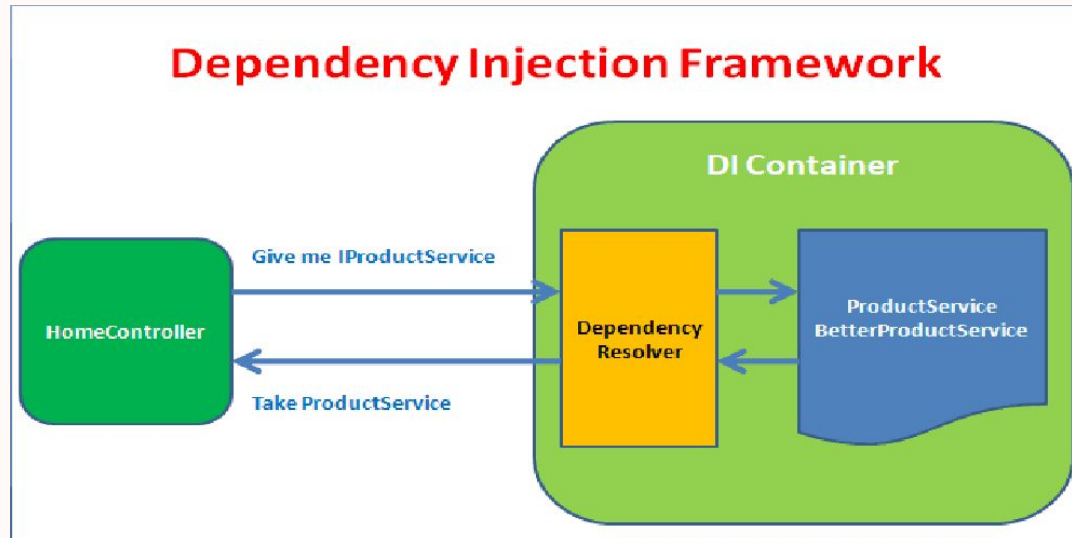 Dependency Injection Framework
DI Container
Give me IProductService
HomeController
Dependency
Resolver
ProductService
BetterProductService
Take ProductService